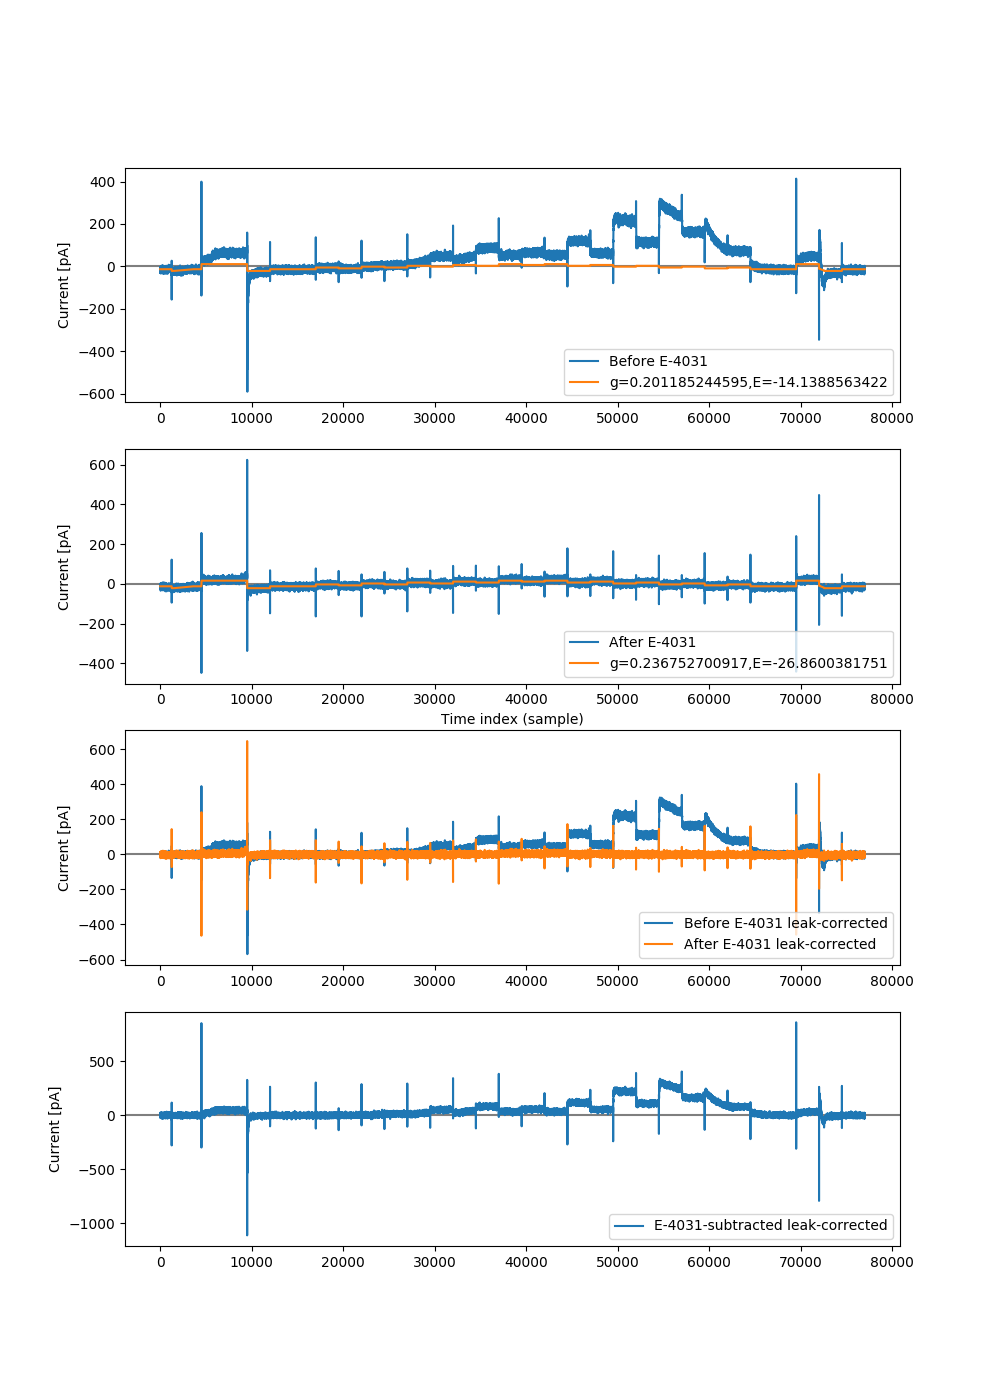 400
200
0
−200
−400
−600
Current [pA]
Before E-4031
g=0.201185244595,E=-14.1388563422
0 10000 20000 30000 40000 50000 60000 70000 80000
600
400
200
0
−200
−400
Current [pA]
After E-4031
g=0.236752700917,E=-26.8600381751
0 10000 20000 30000 40000 50000 60000 70000 80000
Time index (sample)
600
400
200
0
−200
−400
−600
Current [pA]
Before E-4031 leak-corrected
After E-4031 leak-corrected
0 10000 20000 30000 40000 50000 60000 70000 80000
500
0
−500
−1000
Current [pA]
E-4031-subtracted leak-corrected
0 10000 20000 30000 40000 50000 60000 70000 80000